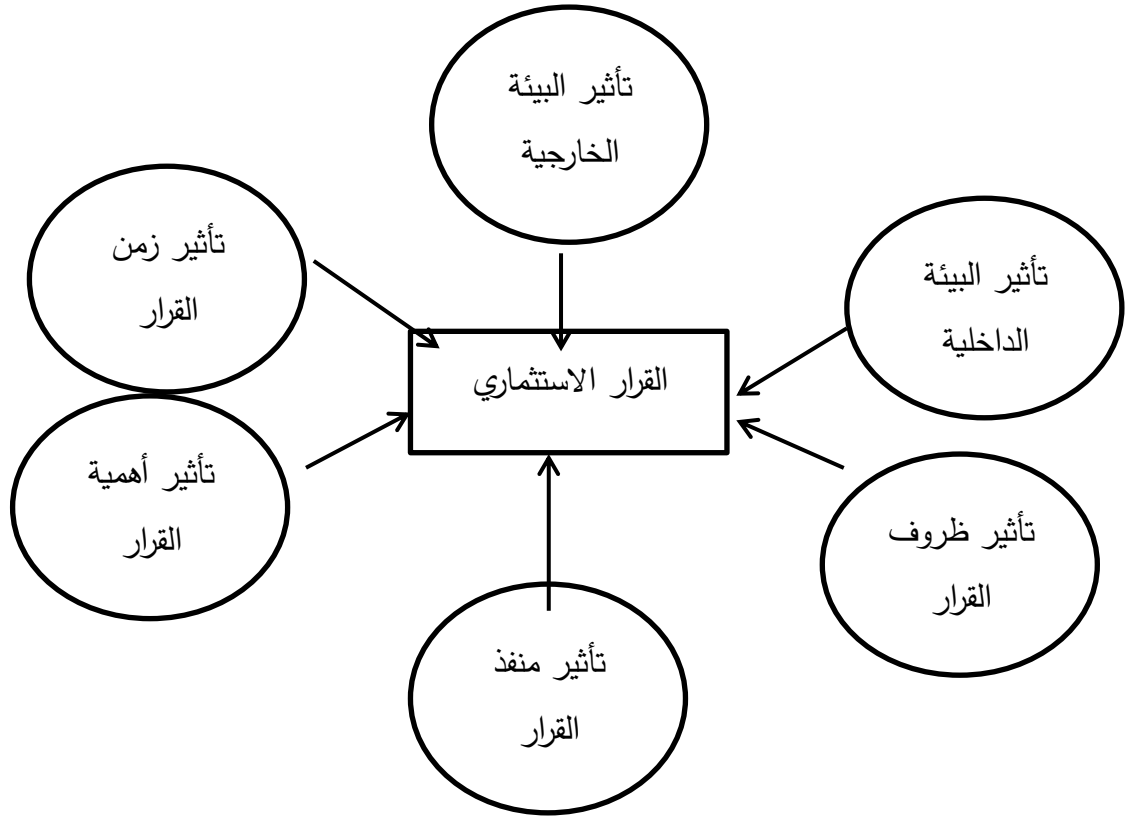 تأثير البيئة
الخارجية
تأثير زمن
القرار
تأثير البيئة
الداخلية
القرار الاستثماري
تأثير أهمية
القرار
تأثير ظروف
القرار
تأثير منفذ
القرار